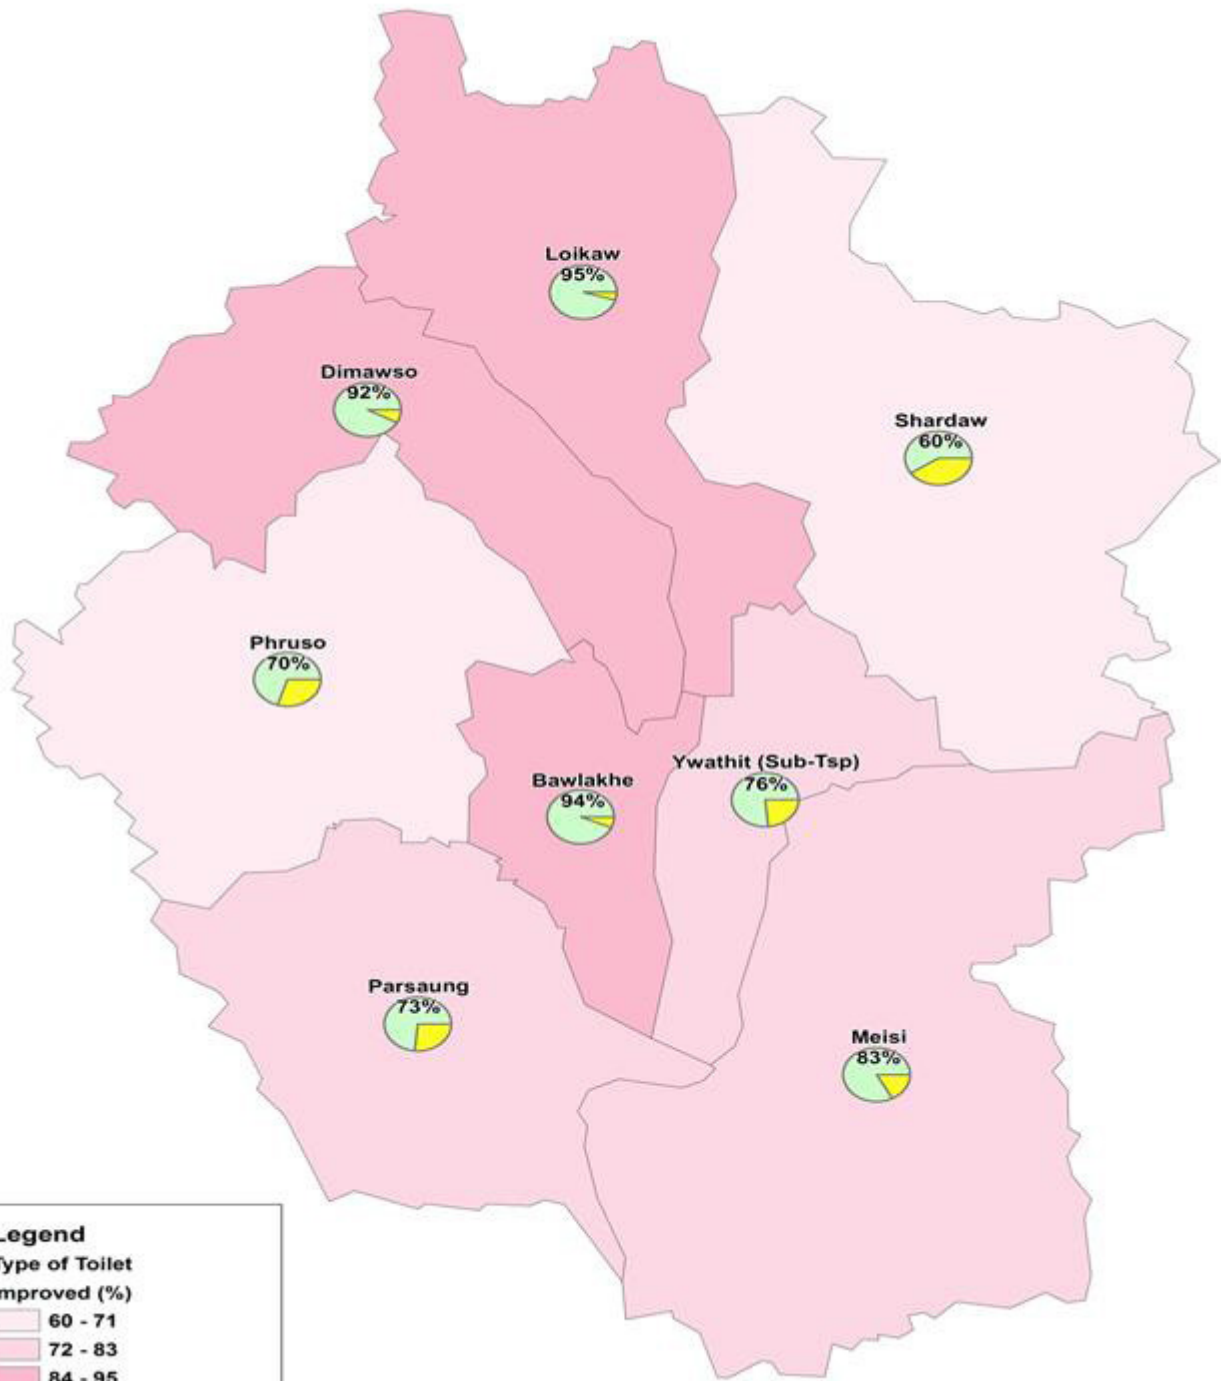 Loikaw
95%
Dimawso
92%
Shardaw
60%
Phruso
70%
Ywathit (Sub-Tsp)
76%
Bawlakhe
94%
Parsaung
73%
Meisi
83%
Legend
Type of Toilet
Improved (%)
60 - 71
72 - 83
84 - 95